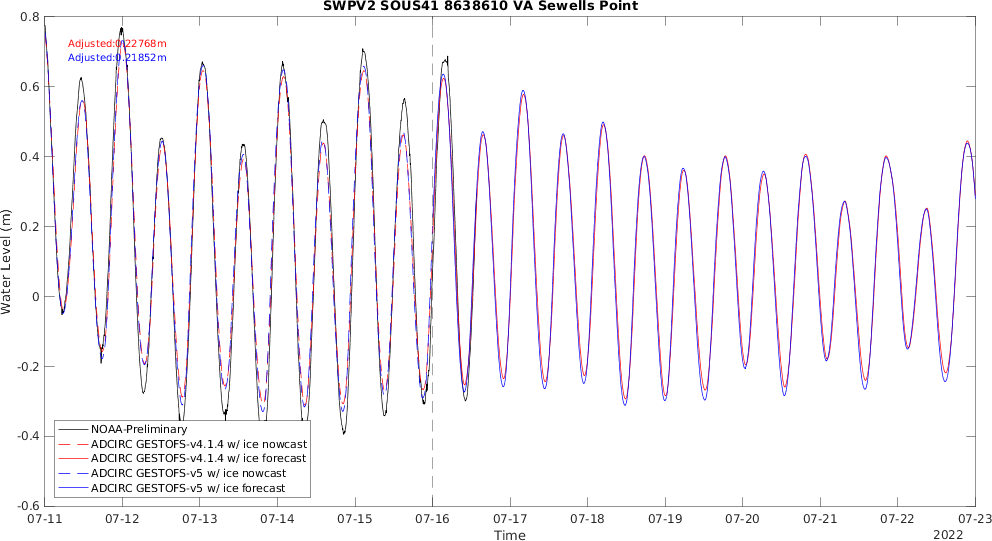 SWPV2 SOUS41 8638610 VA Sewells Point
Adjusted:0.22768m
Adjusted:0.21852m
Water Level (m)
0.8
0.6
0.4
0.2
0
-0.2
-0.4
-0.6
NOAA-Preliminary
ADCIRC GESTOFS-v4.1.4 w/ ice nowcast
ADCIRC GESTOFS-v4.1.4 w/ ice forecast
ADCIRC GESTOFS-v5 w/ ice nowcast
ADCIRC GESTOFS-v5 w/ ice forecast
07-11 07-12 07-13 07-14 07-15 07-16 07-17 07-18 07-19 07-20 07-21 07-22 07-23
Time
2022